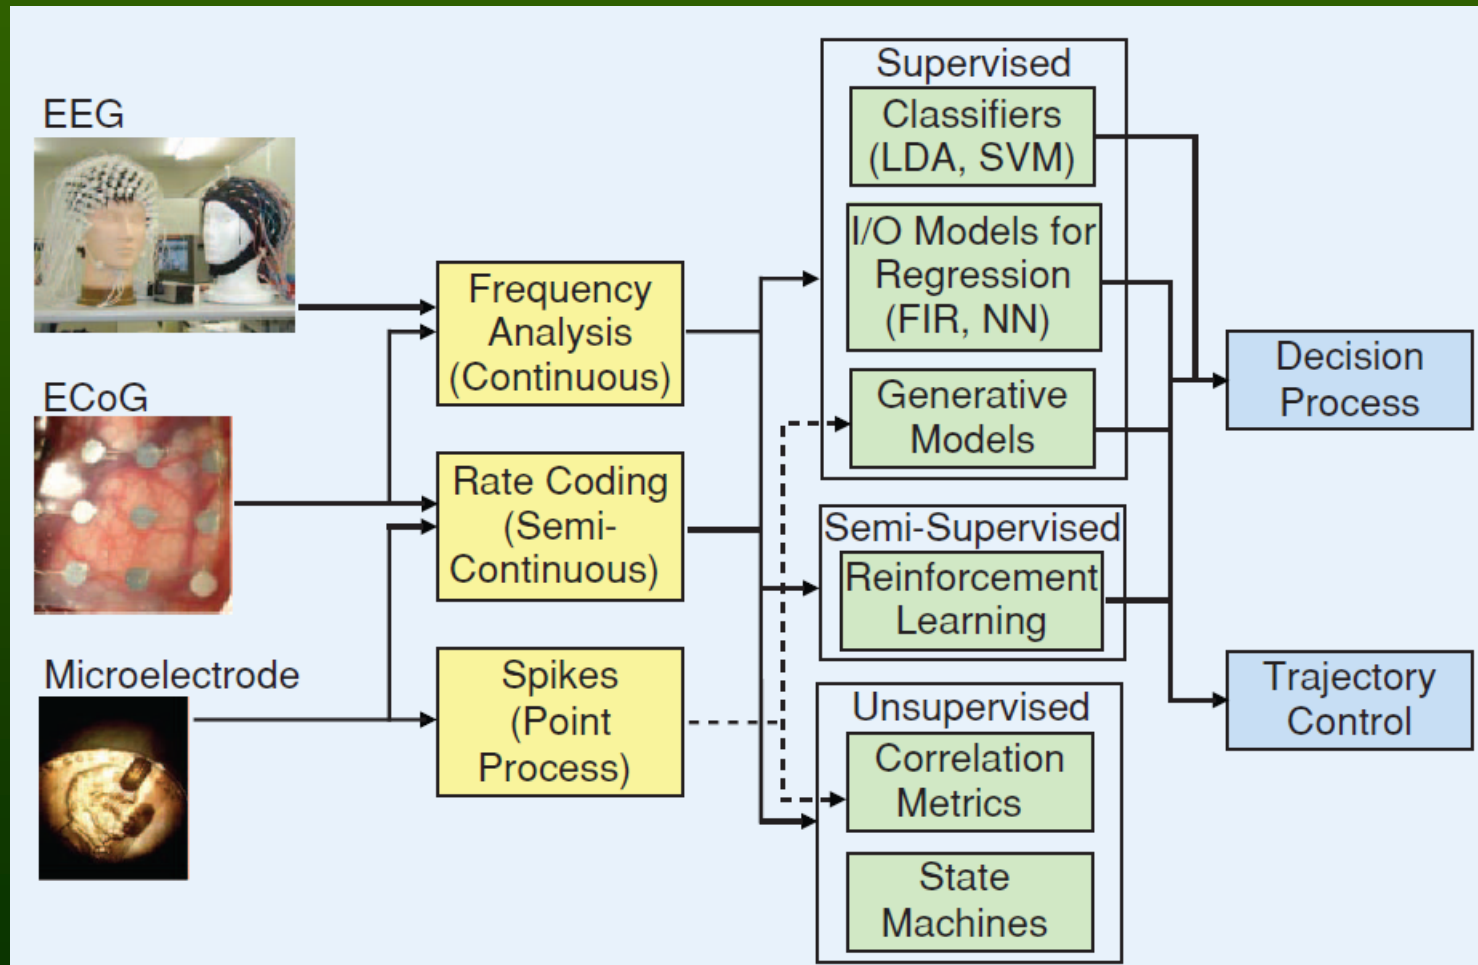 EEG
ECoG
Microelectrode
Frequency
Analysis
(Continuous)
Rate Coding
(Semi-
Continuous)
Spikes
(Point
Process)
Supervised
Classifiers
(LDA, SVM)
I/O Models for
Regression
(FIR, NN)
Generative
Models
Semi-Supervised
Reinforcement
Learning
Unsupervised
Correlation
Metrics
State
Machines
Decision
Process
Trajectory
Control